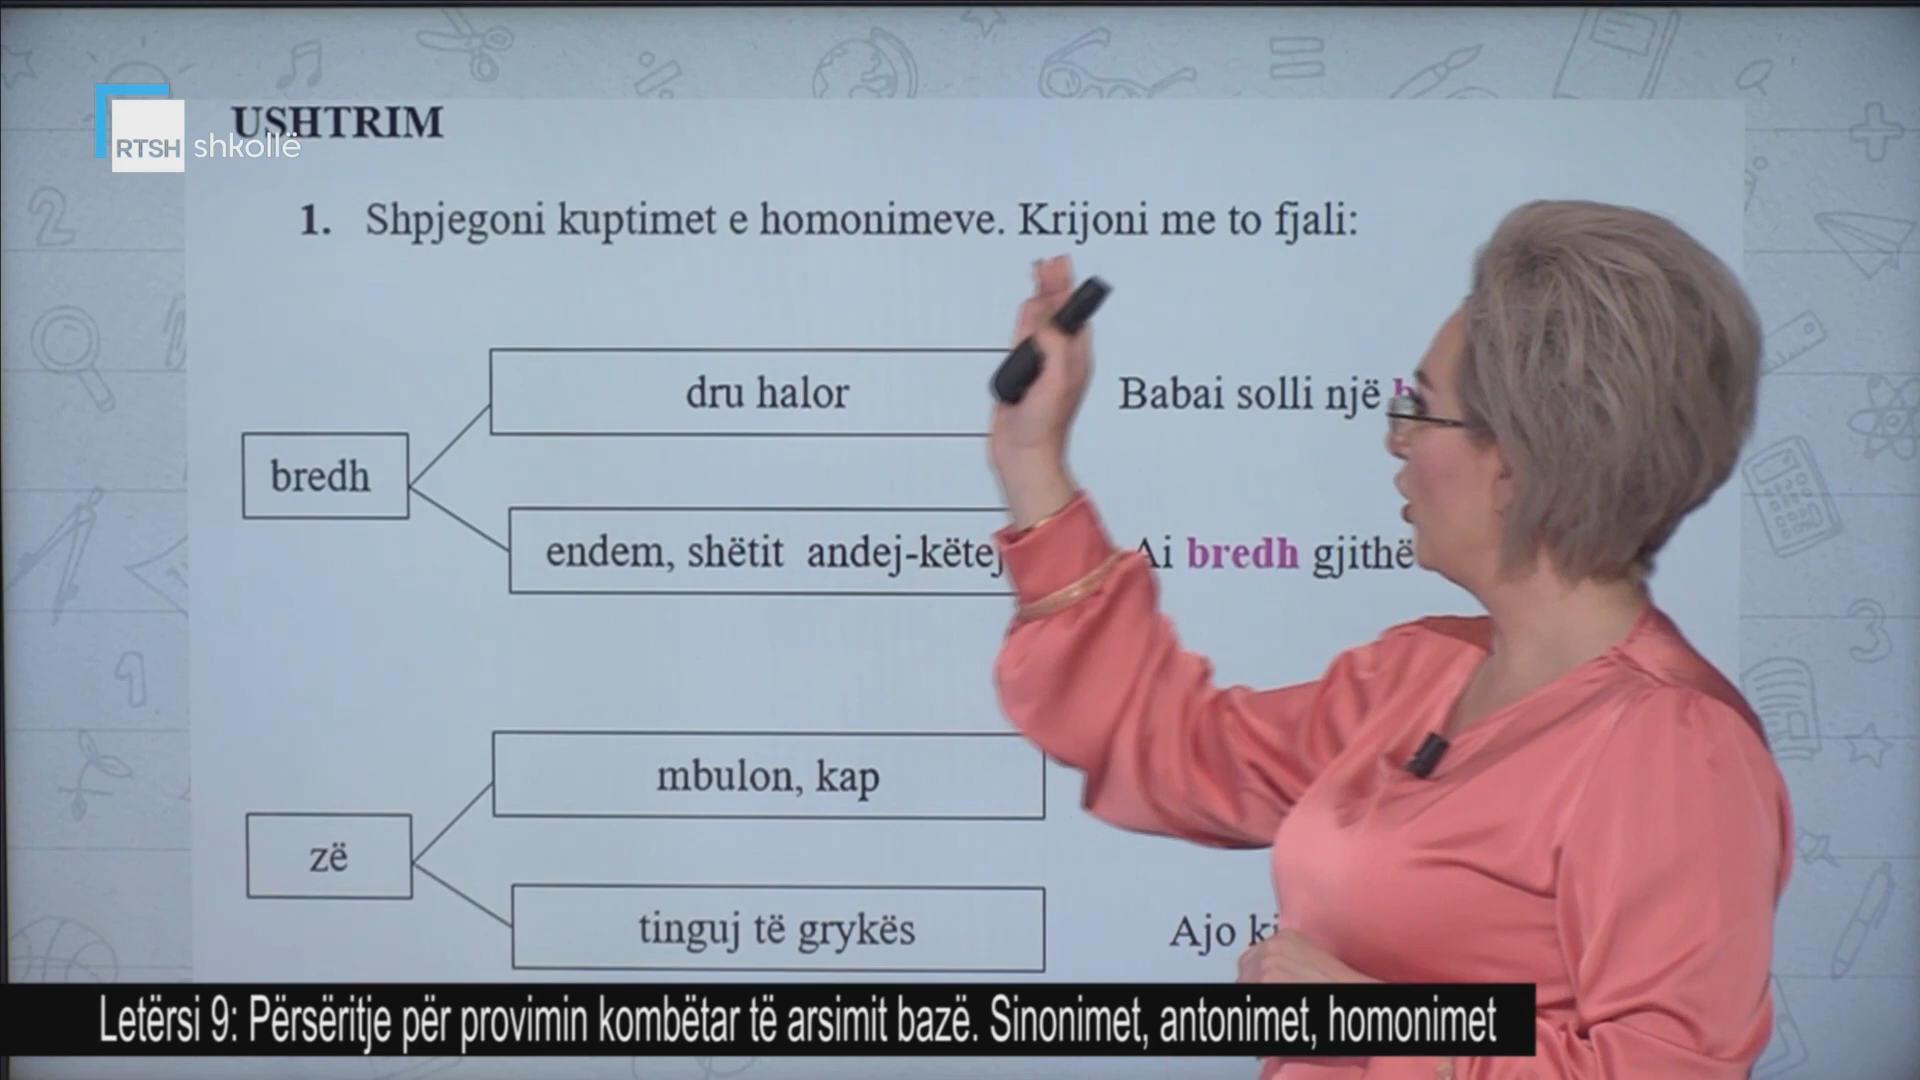 USHTRIM
RTSH shkollë
1. Shpjegoni kuptimet e homonimeve. Krijoni me to fjali:
dru halor
Babai solli një
bredh
endem, shëtit andej-këtej
Ai bredh gjithë
mbulon, kap
zë
tinguj të grykës
Ajo
Letërsi 9: Përsëritje për provimin kombëtar të arsimit bazë. Sinonimet, antonimet, homonimet